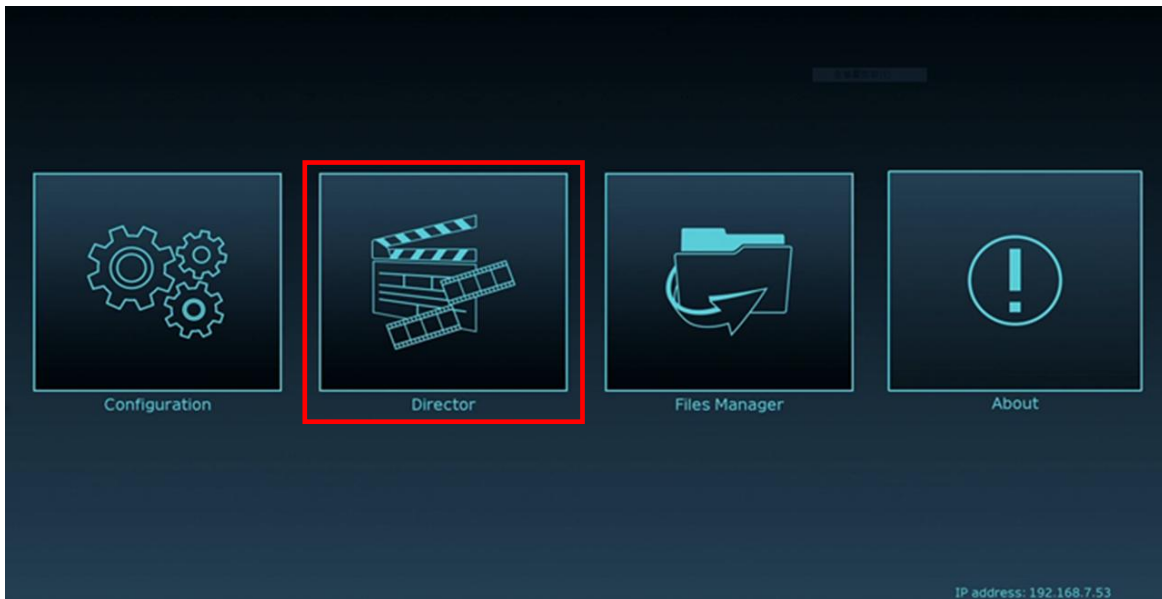 Configuration
Director
Files Manager
About
IP address: 192.168.7.53